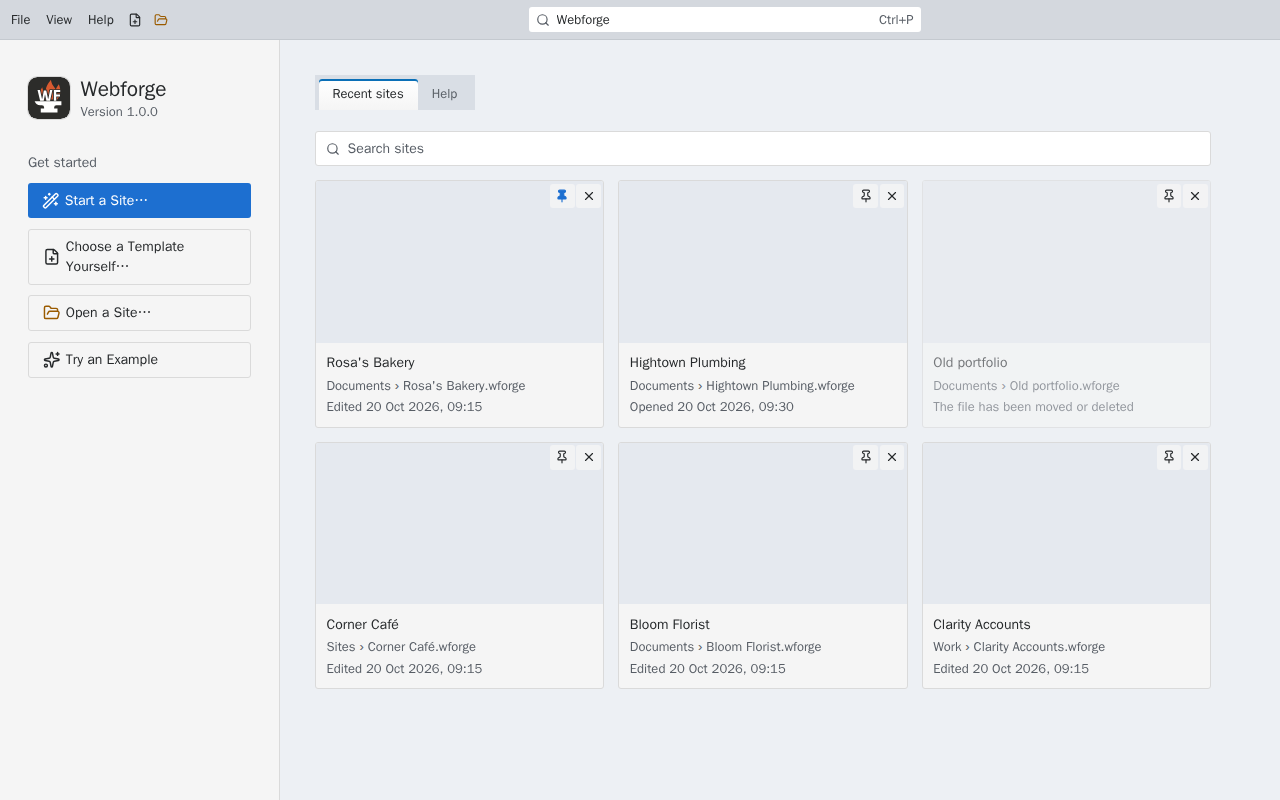 File View Help
Webforge Ctrl+P
WF
Webforge
Version 1.0.0
Get started
Start a Site···
Choose a Template
Yourself···
Open a Site···
Try an Example
Recent sites Help
Search sites
Rosa's Bakery
Documents › Rosa's Bakery.wforge
Edited 20 Oct 2026, 09:15
Hightown Plumbing
Documents › Hightown Plumbing.wforge
Opened 20 Oct 2026, 09:30
Old portfolio
Documents › Old portfolio.wforge
The file has been moved or deleted
Corner Café
Sites › Corner Café.wforge
Edited 20 Oct 2026, 09:15
Bloom Florist
Documents › Bloom Florist.wforge
Edited 20 Oct 2026, 09:15
Clarity Accounts
Work › Clarity Accounts.wforge
Edited 20 Oct 2026, 09:15